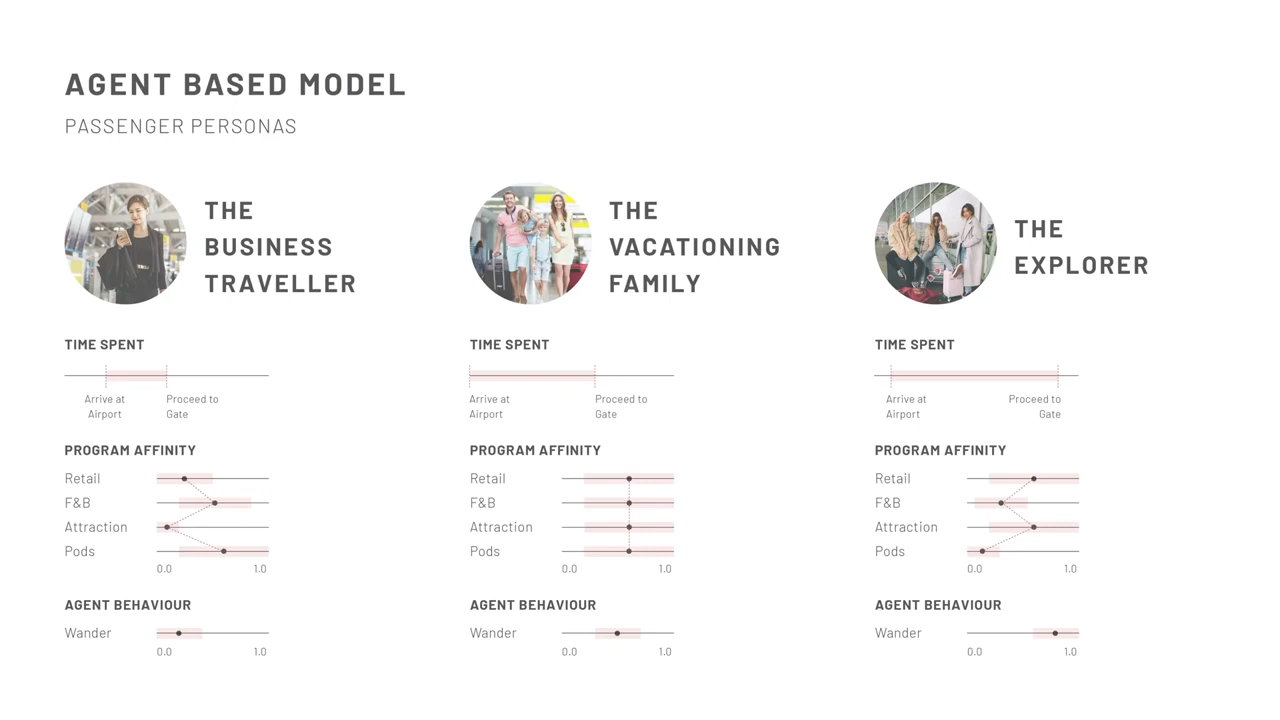 AGENT BASED MODEL
PASSENGER PERSONAS
THE
BUSINESS
TRAVELLER
TIME SPENT
Arrive at
Airport
Proceed to
Gate
PROGRAM AFFINITY
Retail
F&B
Attraction
Pods
0.0 1.0
AGENT BEHAVIOUR
Wander
0.0 1.0
THE
VACATIONING
FAMILY
TIME SPENT
Arrive at
Airport
Proceed to
Gate
PROGRAM AFFINITY
Retail
F&B
Attraction
Pods
0.0 1.0
AGENT BEHAVIOUR
Wander
0.0 1.0
THE
EXPLORER
TIME SPENT
Arrive at
Airport
Proceed to
Gate
PROGRAM AFFINITY
Retail
F&B
Attraction
Pods
0.0 1.0
AGENT BEHAVIOUR
Wander
0.0 1.0